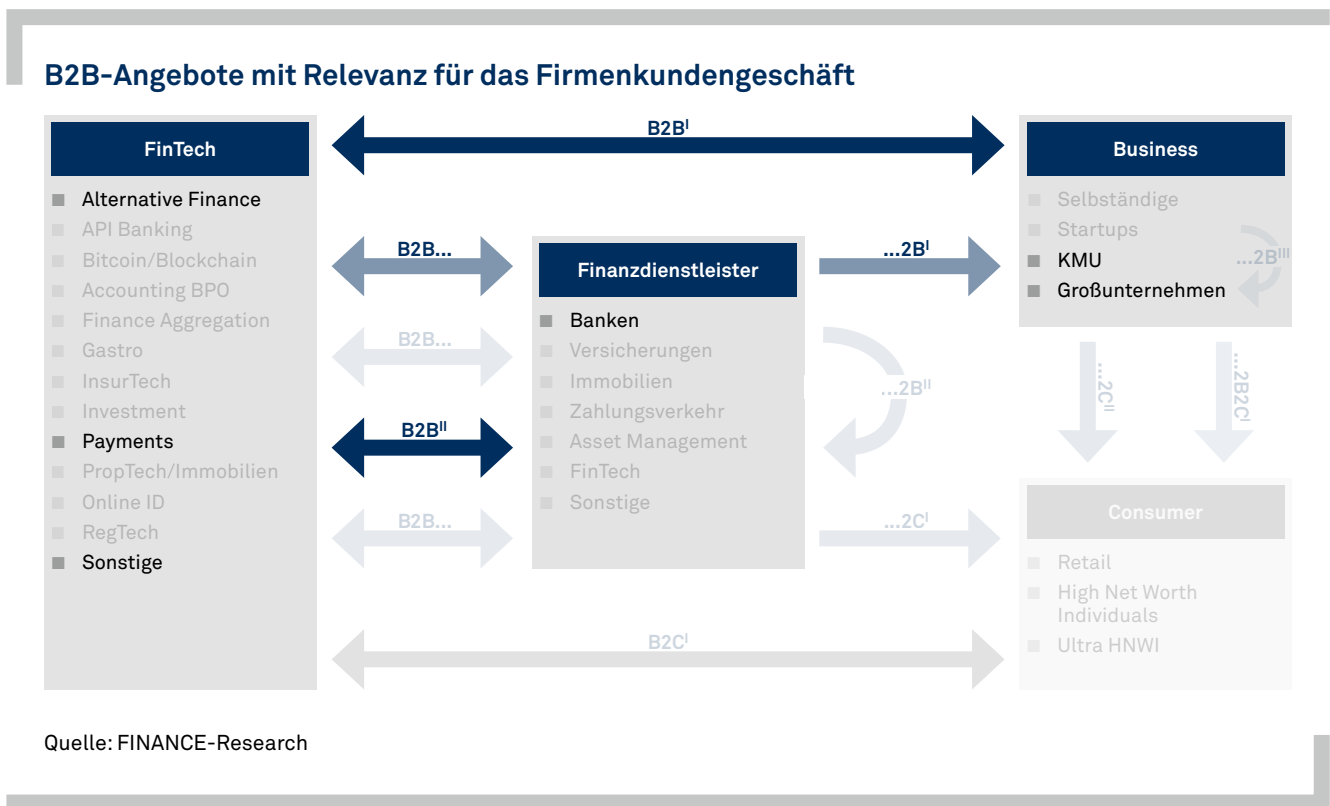 B2B-Angebote mit Relevanz für das Firmenkundengeschäft
FinTech
Alternative Finance
API Banking
Bitcoin/Blockchain
Accounting BPO
Finance Aggregation
Gastro
InsurTech
Investment
Payments
PropTech/Immobilien
Online ID
RegTech
Sonstige
B2Bᴵ
B2B...
B2B...
B2Bᴵᴵ
B2B...
B2Cᴵ
Finanzdienstleister
Banken
Versicherungen
Immobilien
Zahlungsverkehr
Asset Management
FinTech
Sonstige
...2Bᴵ
...2Bᴵᴵ
...2Cᴵ
Business
Selbständige
Startups
KMU
Großunternehmen
...2Bᴵᴵᴵ
...2Cᴵᴵ
...2B2Cᴵ
Consumer
Retail
High Net Worth
Individuals
Ultra HNWI
Quelle: FINANCE-Research